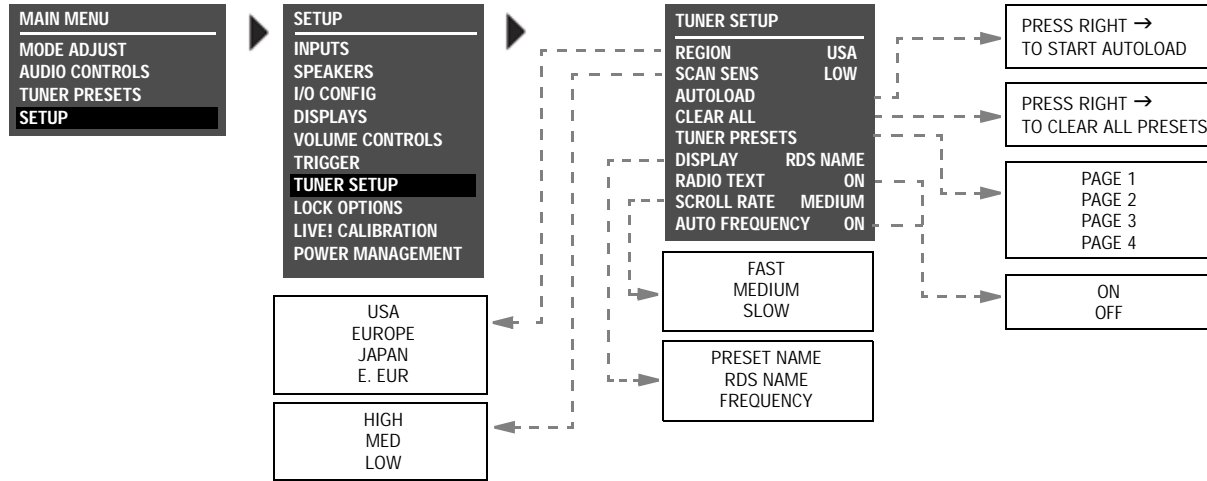 MAIN MENU
MODE ADJUST
AUDIO CONTROLS
TUNER PRESETS
SETUP
SETUP
INPUTS
SPEAKERS
I/O CONFIG
DISPLAYS
VOLUME CONTROLS
TRIGGER
TUNER SETUP
LOCK OPTIONS
LIVE! CALIBRATION
POWER MANAGEMENT
TUNER SETUP
REGION USA
SCAN SENS LOW
AUTOLOAD
CLEAR ALL
TUNER PRESETS
DISPLAY RDS NAME
RADIO TEXT ON
SCROLL RATE MEDIUM
AUTO FREQUENCY ON
PRESS RIGHT →
TO START AUTOLOAD
PRESS RIGHT →
TO CLEAR ALL PRESETS
PAGE 1
PAGE 2
PAGE 3
PAGE 4
ON
OFF
FAST
MEDIUM
SLOW
PRESET NAME
RDS NAME
FREQUENCY
USA
EUROPE
JAPAN
E. EUR
HIGH
MED
LOW